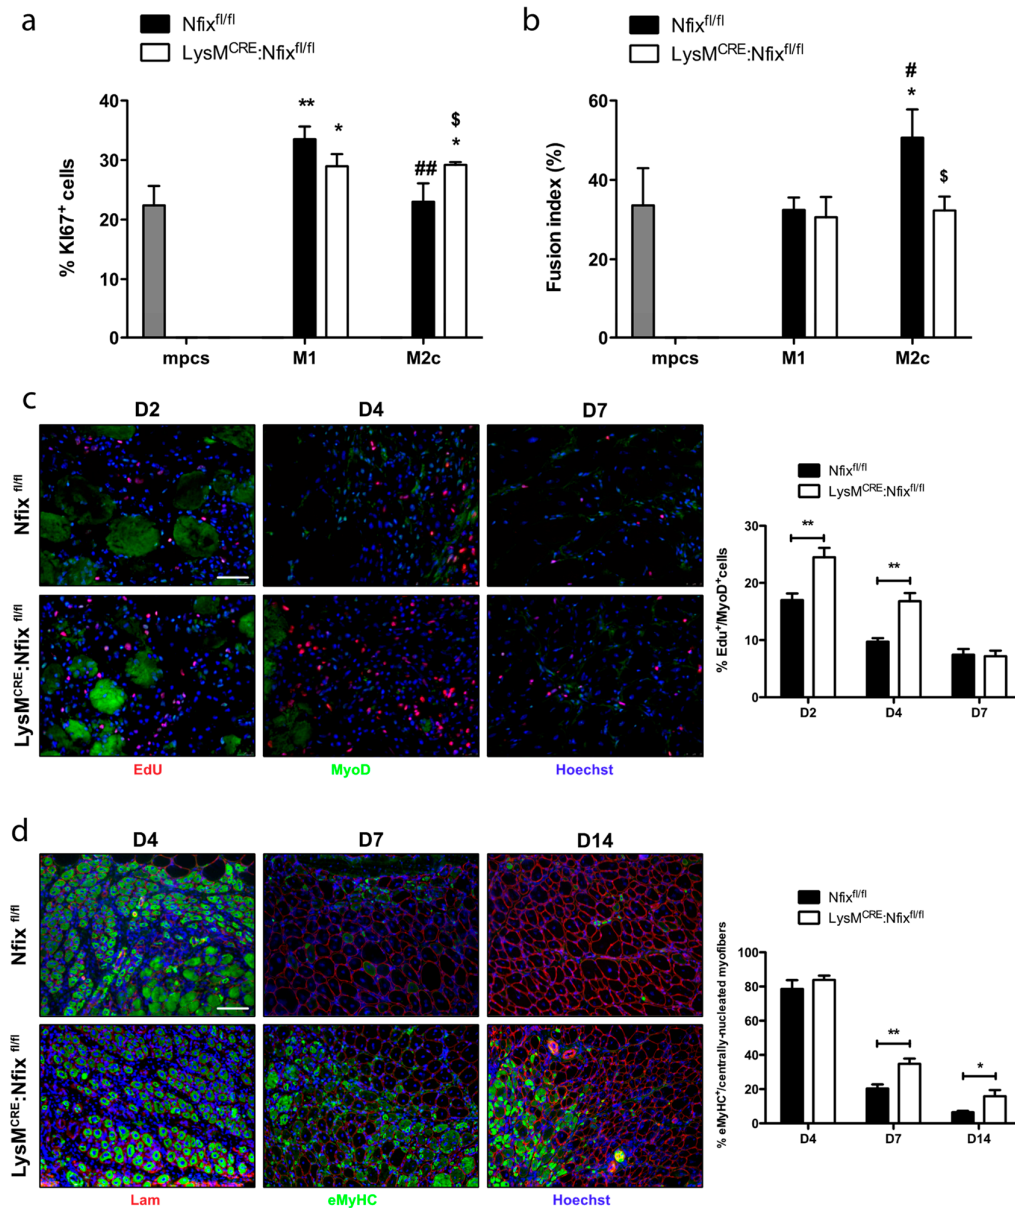 a
Nfix^fl/fl
LysM^CRE:Nfix^fl/fl
% KI67⁺ cells
40
30
20
10
0
**
*
##
$
*
mpcs M1 M2c
b
Nfix^fl/fl
LysM^CRE:Nfix^fl/fl
Fusion index (%)
60
40
20
0
#
*
$
mpcs M1 M2c
c
D2 D4 D7
Nfix fl/fl
LysM^CRE:Nfix fl/fl
EdU MyoD Hoechst
Nfix^fl/fl
LysM^CRE:Nfix^fl/fl
% Edu⁺/MyoD⁺cells
30
20
10
0
**
**
D2 D4 D7
d
D4 D7 D14
Nfix fl/fl
LysM^CRE:Nfix fl/fl
Lam eMyHC Hoechst
Nfix^fl/fl
LysM^CRE:Nfix^fl/fl
% eMyHC⁺/centrally-nucleated myofibers
100
80
60
40
20
0
**
*
D4 D7 D14